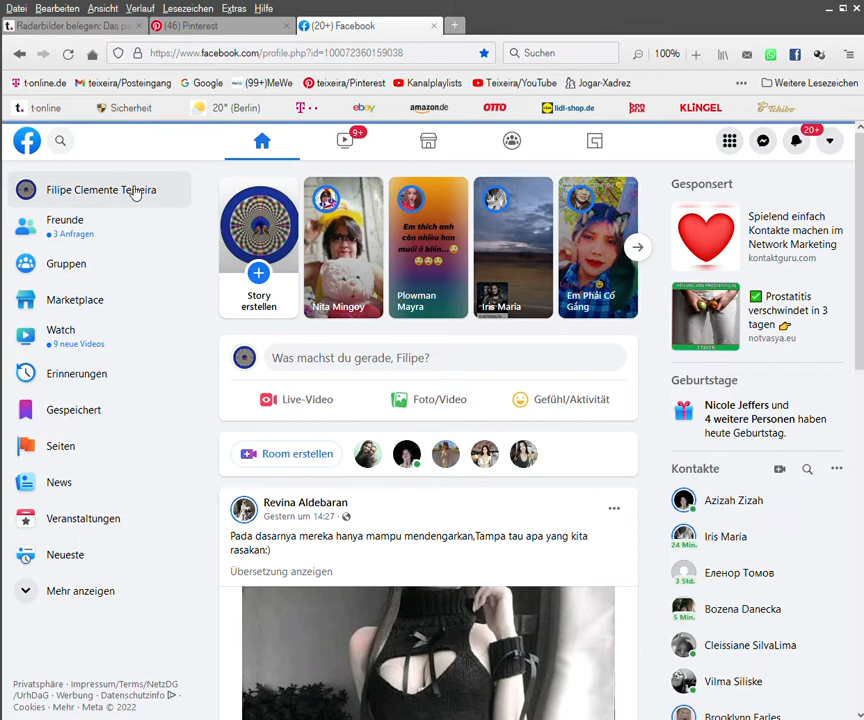 Datei Bearbeiten Ansicht Verlauf Lesezeichen Extras Hilfe
t. Radarbilder belegen: Das pa
(46) Pinterest
(20+) Facebook
https://www.facebook.com/profile.php?id=100072360159038
Suchen
100%
t-online.de
teixeira/Posteingang
Google
(99+)MeWe
teixeira/Pinterest
Kanalplaylists
Teixeira/YouTube
Jogar-Xadrez
Weitere Lesezeichen
t. t-online
Sicherheit
20° (Berlin)
ebay
amazon.de
OTTO
lidl-shop.de
bon prix
KLiNGEL
Tchibo
9+
20+
Filipe Clemente Teixeira
Freunde
3 Anfragen
Gruppen
Marketplace
Watch
9 neue Videos
Erinnerungen
Gespeichert
Seiten
News
Veranstaltungen
Neueste
Mehr anzeigen
Privatsphäre · Impressum/Terms/NetzDG
/UrhDaG · Werbung · Datenschutzinfo ·
Cookies · Mehr · Meta © 2022
Story
erstellen
Nita Mingoy
Em thích anh
còn nhiều hơn
muối ở biển...
Plowman
Mayra
Iris Maria
Em Phải Cố
Gắng
Was machst du gerade, Filipe?
Live-Video
Foto/Video
Gefühl/Aktivität
Room erstellen
Revina Aldebaran
Gestern um 14:27 ·
Pada dasarnya mereka hanya mampu mendengarkan,Tampa tau apa yang kita
rasakan:)
Übersetzung anzeigen
Gesponsert
Spielend einfach
Kontakte machen im
Network Marketing
kontaktguru.com
Prostatitis
verschwindet in 3
tagen
notvasya.eu
Geburtstage
Nicole Jeffers und
4 weitere Personen haben
heute Geburtstag.
Kontakte
Azizah Zizah
Iris Maria
24 Min.
Еленор Томов
3 Std.
Bozena Danecka
5 Min.
Cleissiane SilvaLima
Vilma Siliske
Brooklynn Earles